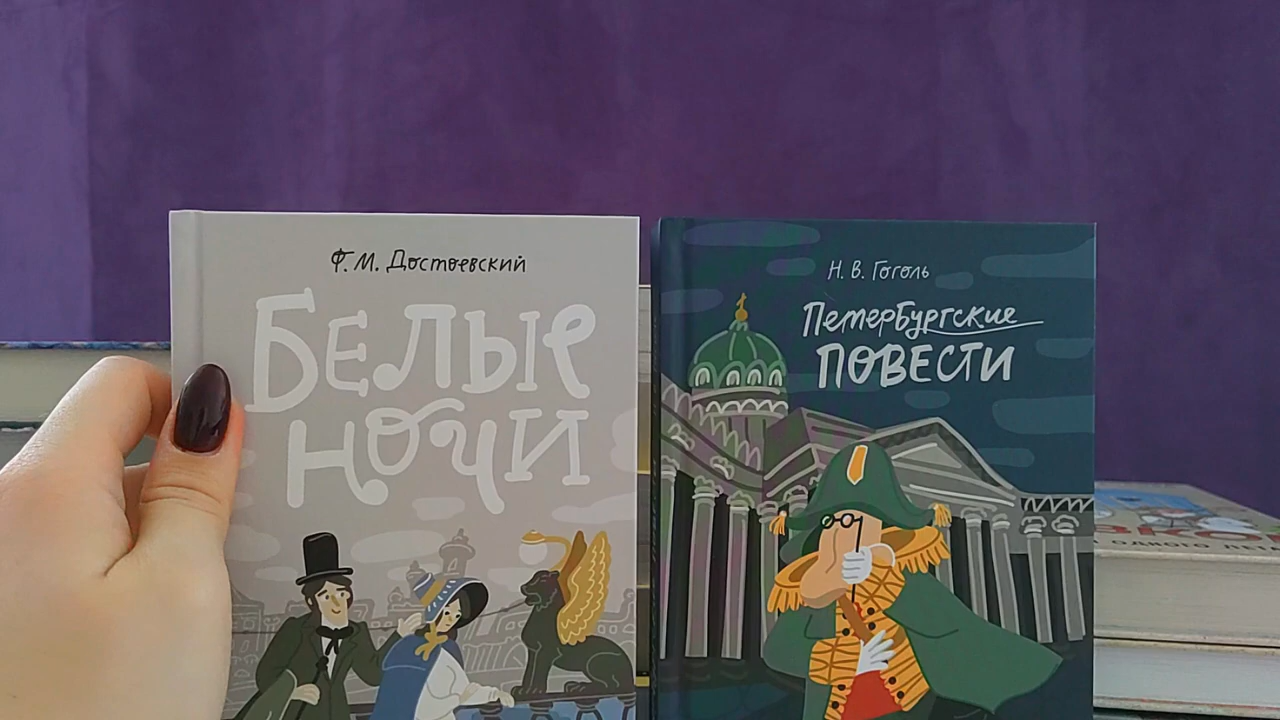 Ф. М. Достоевский
БЕЛЫЕ
НОЧИ
Н. В. Гоголь
Петербургские
ПОВЕСТИ